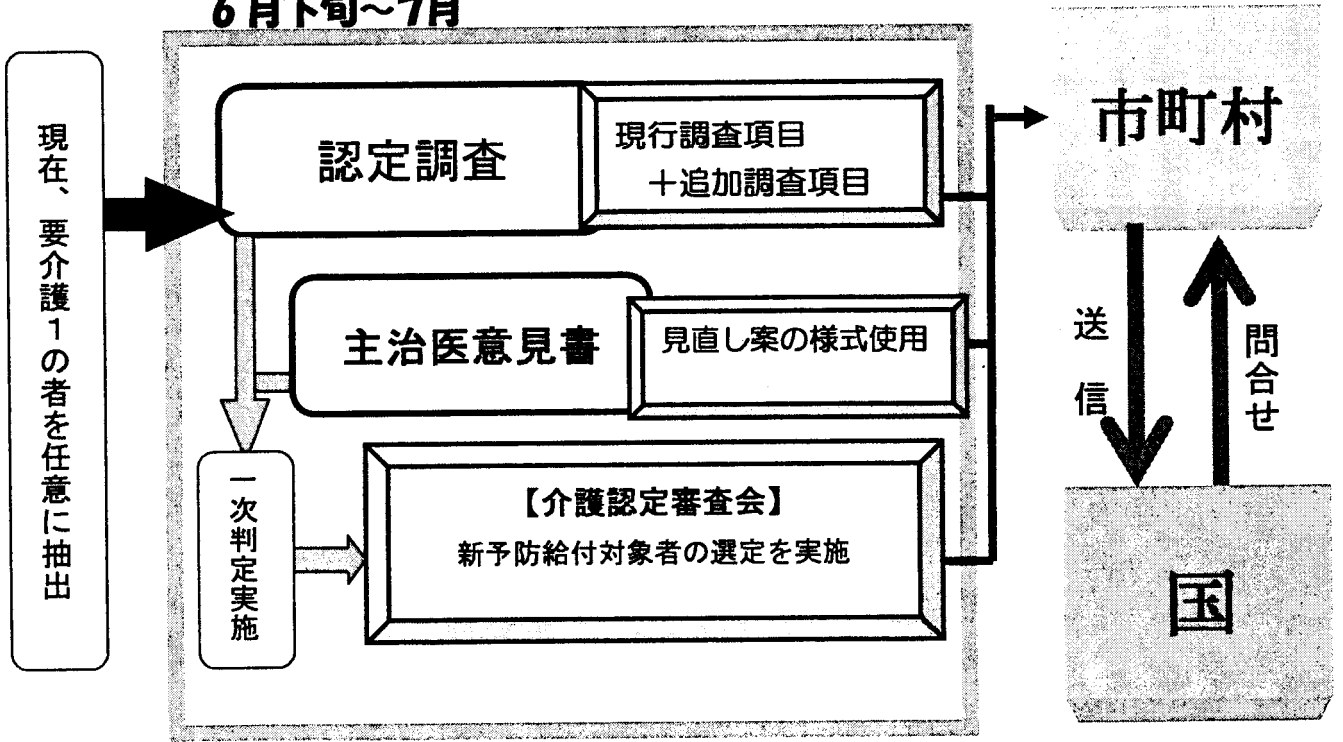 6月下旬～7月
現在、要介護1の者を任意に抽出
認定調査
現行調査項目
＋追加調査項目
主治医意見書
見直し案の様式使用
一次判定実施
【介護認定審査会】
新予防給付対象者の選定を実施
市町村
送信
問合せ
国